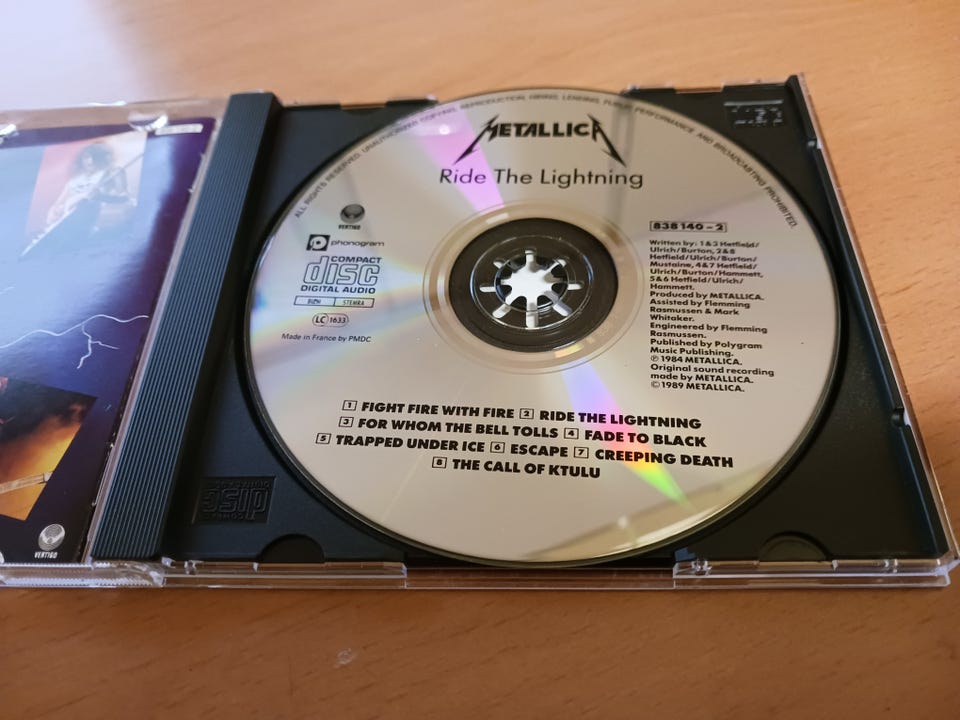 ALL RIGHTS RESERVED. UNAUTHORIZED COPYING, REPRODUCTION, HIRING, LENDING, PUBLIC PERFORMANCE AND BROADCASTING PROHIBITED.
METALLICA
Ride The Lightning
VERTIGO
phonogram
COMPACT
disc
DIGITAL AUDIO
BIEM STEMRA
LC 1633
Made in France by PMDC
838 140-2
Written by: 1&3 Hetfield/
Ulrich/Burton, 2&8
Hetfield/Ulrich/Burton/
Mustaine, 4&7 Hetfield/
Ulrich/Burton/Hammett,
5&6 Hetfield/Ulrich/
Hammett.
Produced by METALLICA.
Assisted by Flemming
Rasmussen & Mark
Whitaker.
Engineered by Flemming
Rasmussen.
Published by Polygram
Music Publishing.
℗ 1984 METALLICA.
Original sound recording
made by METALLICA.
© 1989 METALLICA.
1 FIGHT FIRE WITH FIRE 2 RIDE THE LIGHTNING
3 FOR WHOM THE BELL TOLLS 4 FADE TO BLACK
5 TRAPPED UNDER ICE 6 ESCAPE 7 CREEPING DEATH
8 THE CALL OF KTULU
COMPACT
disc
DIGITAL AUDIO
VERTIGO